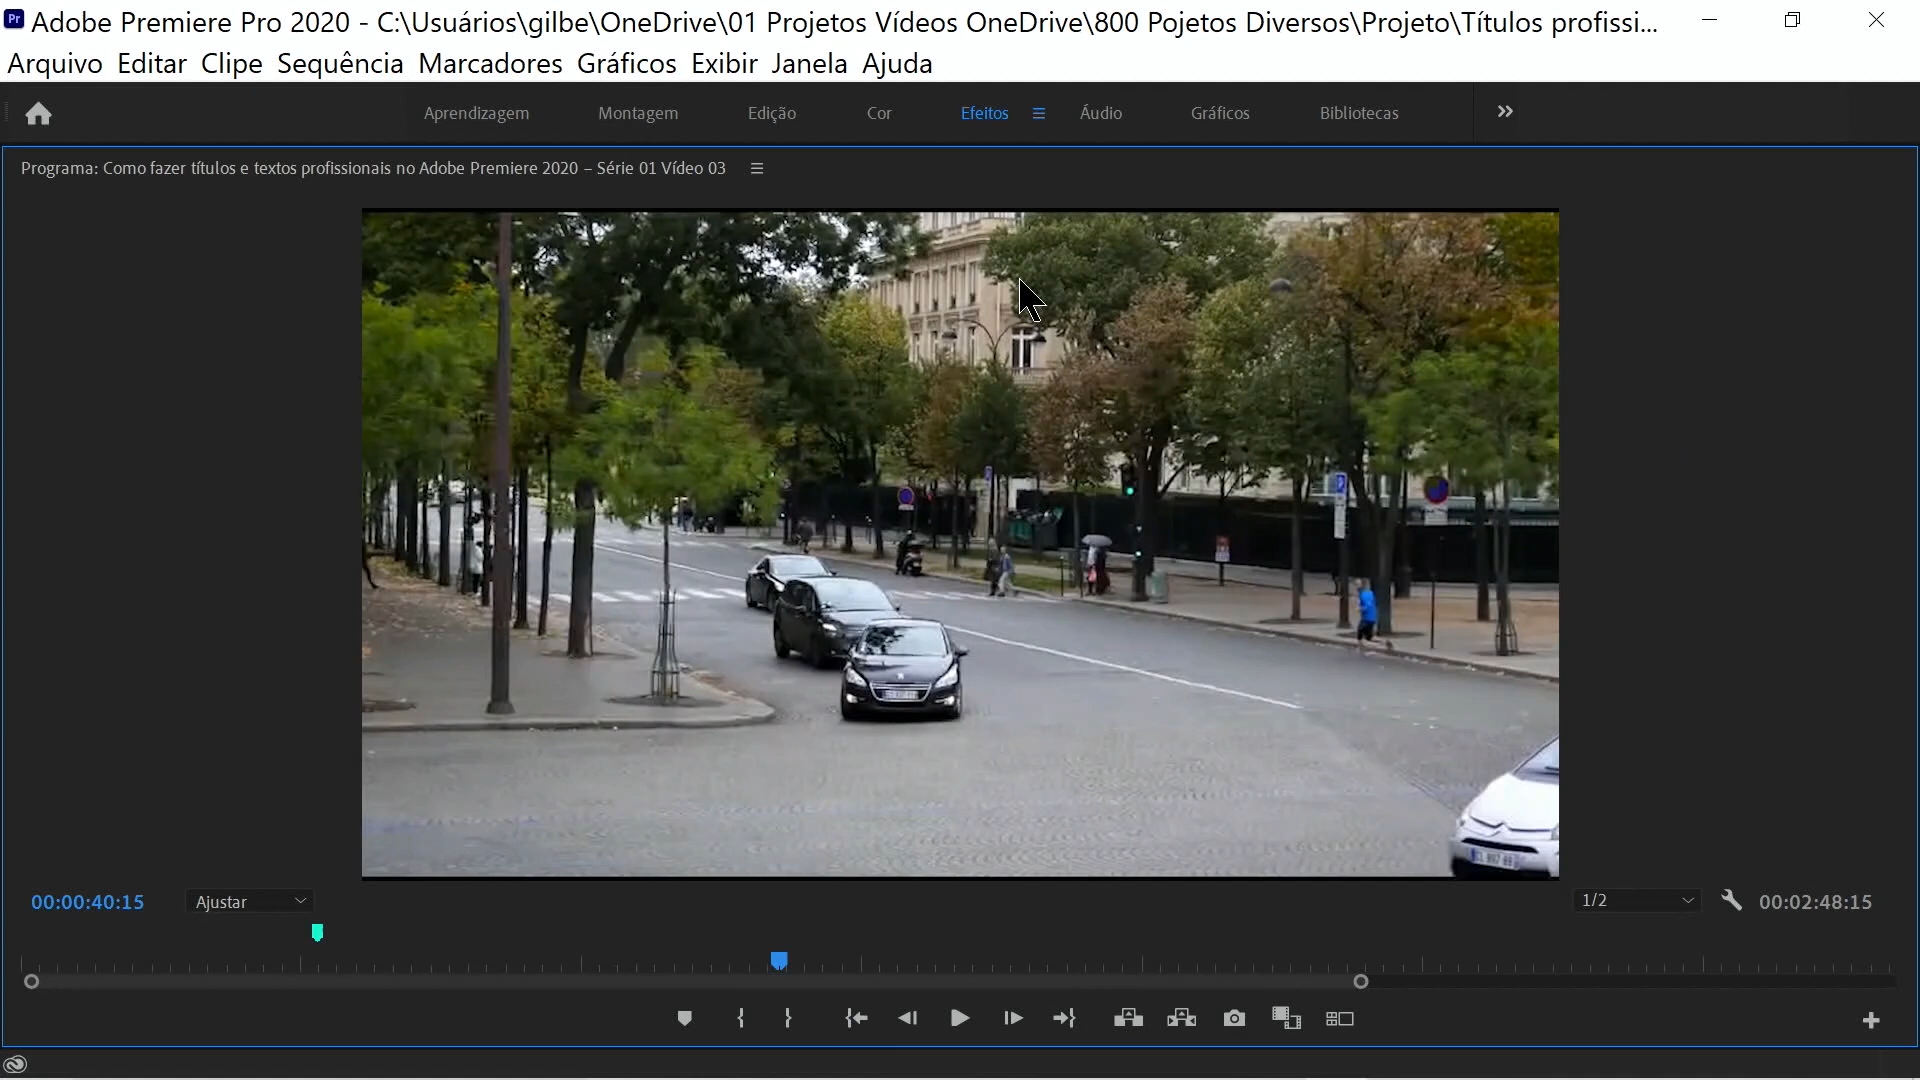 Pr Adobe Premiere Pro 2020 - C:\Usuários\gilbe\OneDrive\01 Projetos Vídeos OneDrive\800 Pojetos Diversos\Projeto\Títulos profissi...
Arquivo Editar Clipe Sequência Marcadores Gráficos Exibir Janela Ajuda
Aprendizagem Montagem Edição Cor Efeitos Áudio Gráficos Bibliotecas
Programa: Como fazer títulos e textos profissionais no Adobe Premiere 2020 – Série 01 Vídeo 03
00:00:40:15 Ajustar 1/2 00:02:48:15